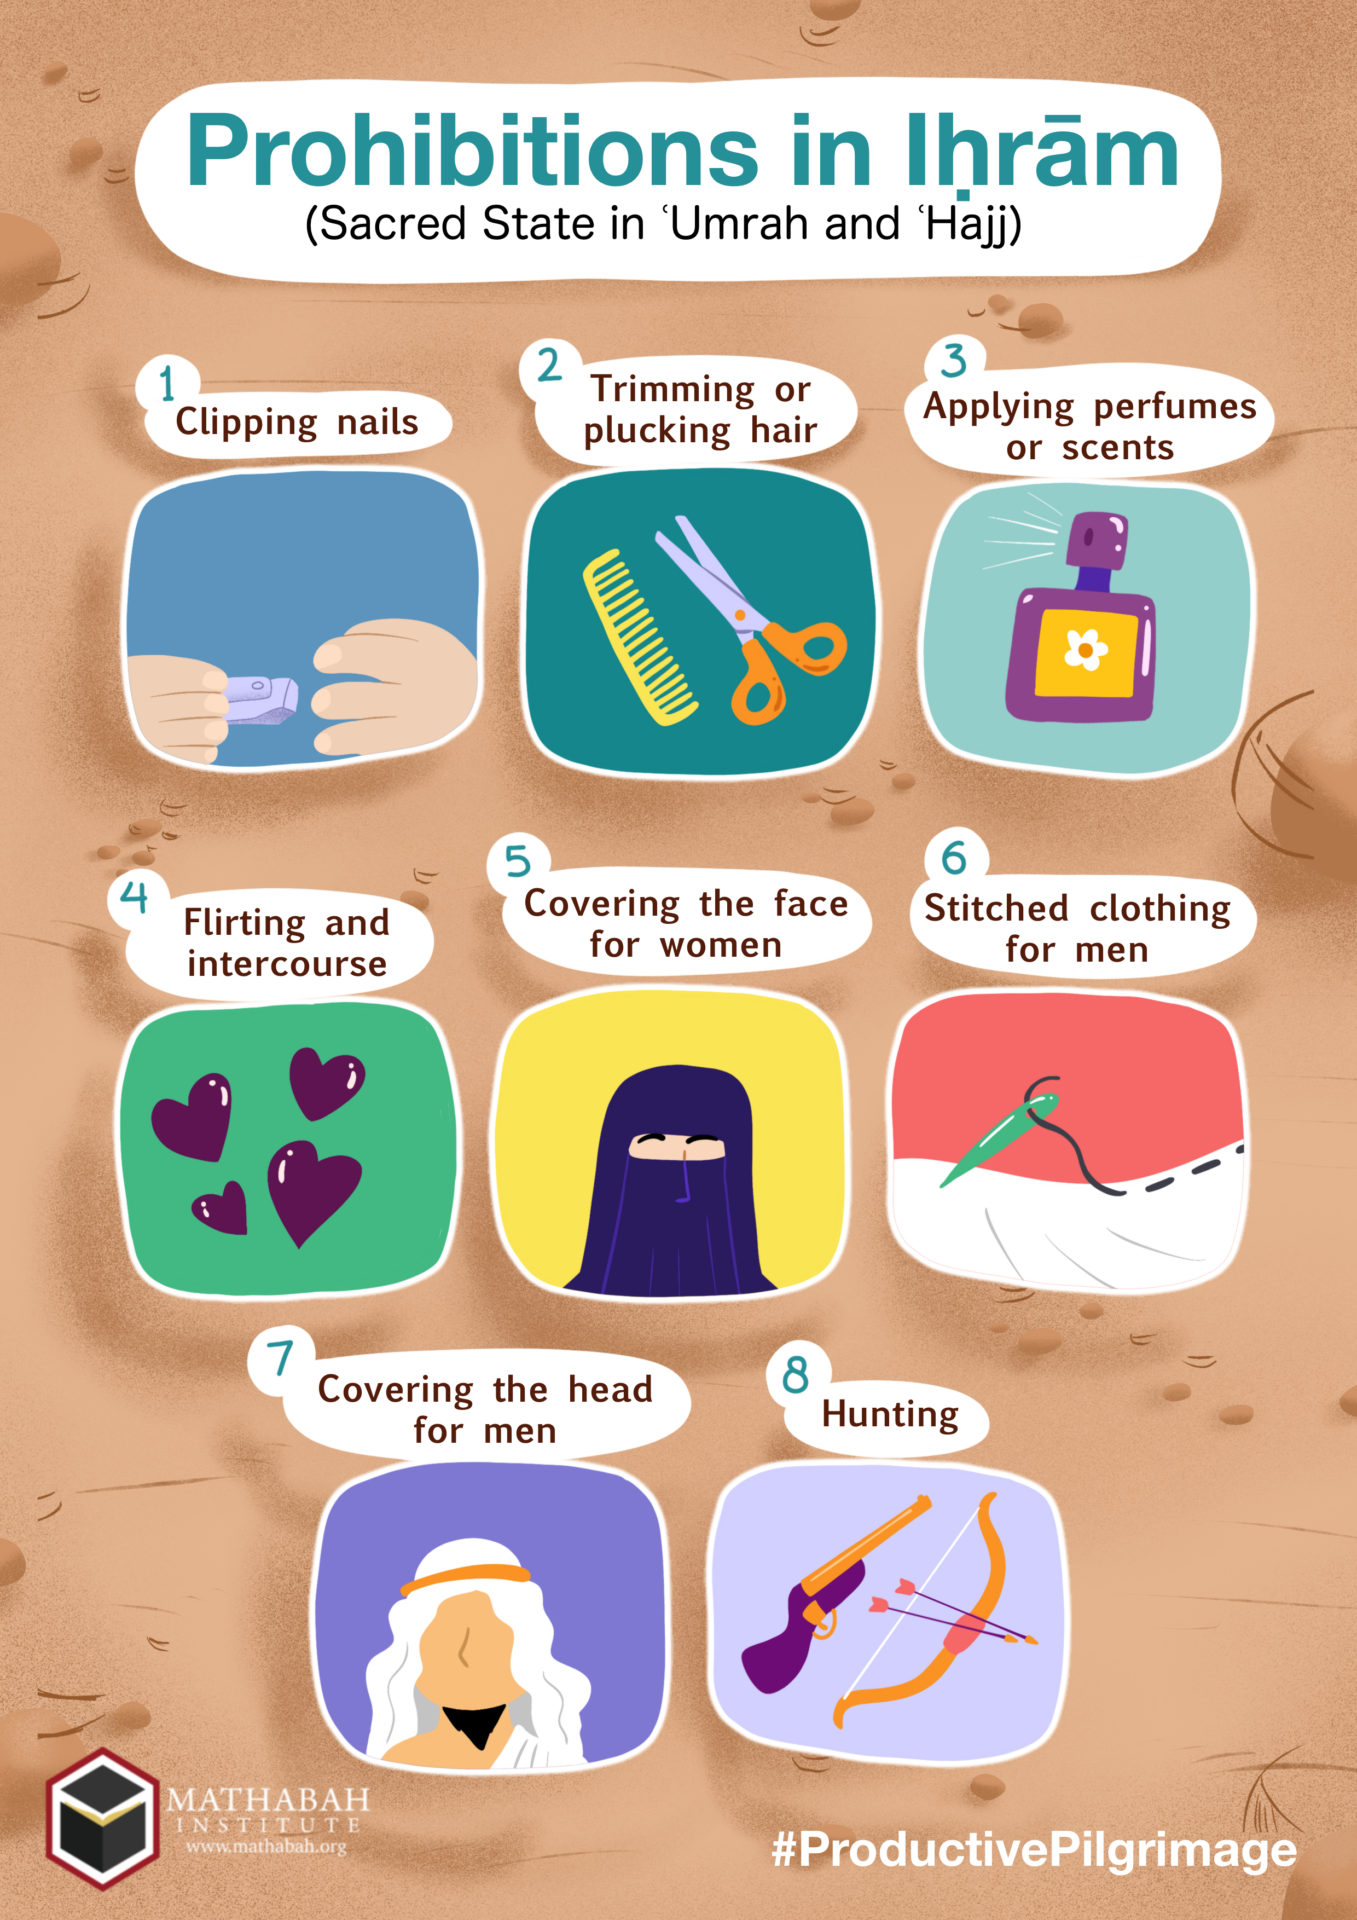 Prohibitions in Iḥrām
(Sacred State in ʿUmrah and ʿHajj)
1
Clipping nails
2
Trimming or
plucking hair
3
Applying perfumes
or scents
4
Flirting and
intercourse
5
Covering the face
for women
6
Stitched clothing
for men
7
Covering the head
for men
8
Hunting
MATHABAH
INSTITUTE
www.mathabah.org
#ProductivePilgrimage